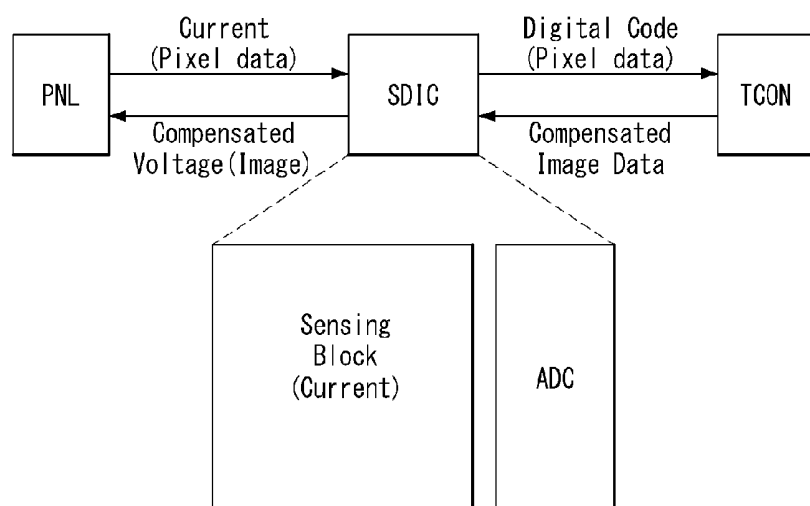 Current
(Pixel data)
Digital Code
(Pixel data)
PNL
SDIC
TCON
Compensated
Voltage(Image)
Compensated
Image Data
Sensing
Block
(Current)
ADC